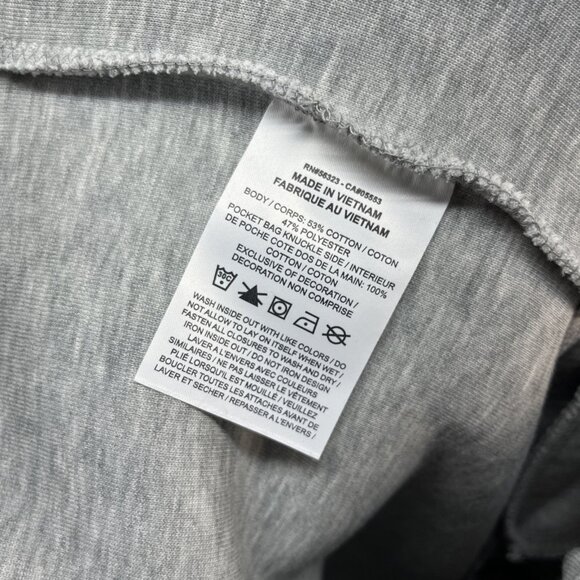 RN#56323 - CA#05553
MADE IN VIETNAM
FABRIQUE AU VIETNAM
BODY / CORPS: 53% COTTON / COTON
47% POLYESTER
POCKET BAG KNUCKLE SIDE / INTERIEUR
DE POCHE COTE DOS DE LA MAIN: 100%
COTTON / COTON
EXCLUSIVE OF DECORATION /
DECORATION NON COMPRISE
WASH INSIDE OUT WITH LIKE COLORS / DO
NOT ALLOW TO LAY ON ITSELF WHEN WET /
FASTEN ALL CLOSURES TO WASH AND DRY /
IRON INSIDE OUT / DO NOT IRON DESIGN
LAVER A L'ENVERS AVEC COULEURS
SIMILAIRES / NE PAS LAISSER LE VÊTEMENT
PLIÉ LORSQU'IL EST MOUILLÉ / VEUILLEZ
BOUCLER TOUTES LES ATTACHES AVANT DE
LAVER ET SECHER / REPASSER A L'ENVERS /